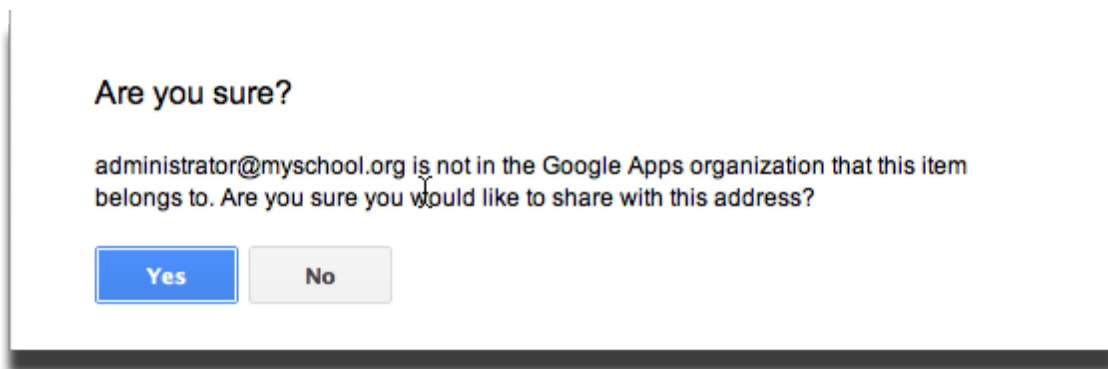 Are you sure?
administrator@myschool.org is not in the Google Apps organization that this item
belongs to. Are you sure you would like to share with this address?
Yes No